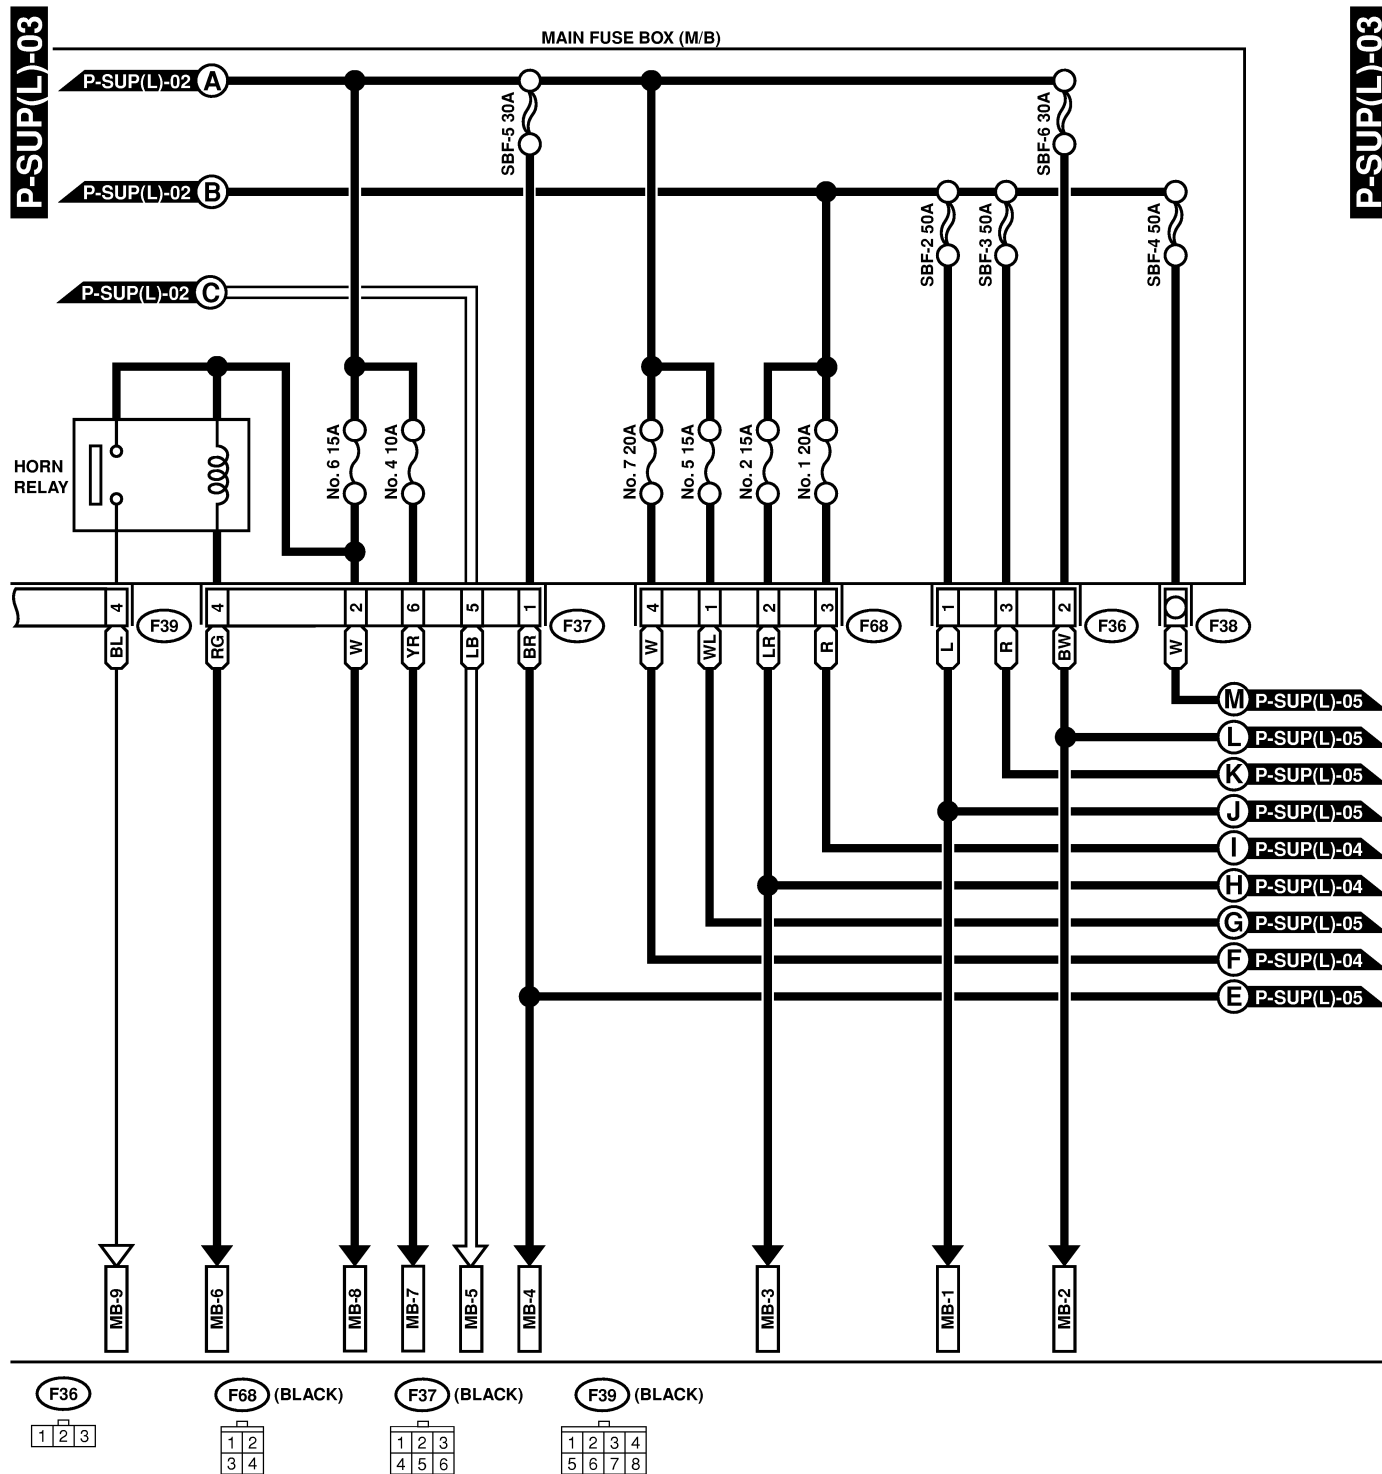 P-SUP(L)-03
P-SUP(L)-03
MAIN FUSE BOX (M/B)
P-SUP(L)-02 A
SBF-5 30A
SBF-6 30A
P-SUP(L)-02 B
SBF-2 50A
SBF-3 50A
SBF-4 50A
P-SUP(L)-02 C
HORN
RELAY
No. 6 15A
No. 4 10A
No. 7 20A
No. 5 15A
No. 2 15A
No. 1 20A
4 F39 4 2 6 5 1 F37 4 1 2 3 F68 1 3 2 F36 F38
BL RG W YR LB BR W WL LR R L R BW W
M P-SUP(L)-05
L P-SUP(L)-05
K P-SUP(L)-05
J P-SUP(L)-05
I P-SUP(L)-04
H P-SUP(L)-04
G P-SUP(L)-05
F P-SUP(L)-04
E P-SUP(L)-05
MB-9
MB-6
MB-8
MB-7
MB-5
MB-4
MB-3
MB-1
MB-2
F36
1 2 3
F68 (BLACK)
1 2
3 4
F37 (BLACK)
1 2 3
4 5 6
F39 (BLACK)
1 2 3 4
5 6 7 8